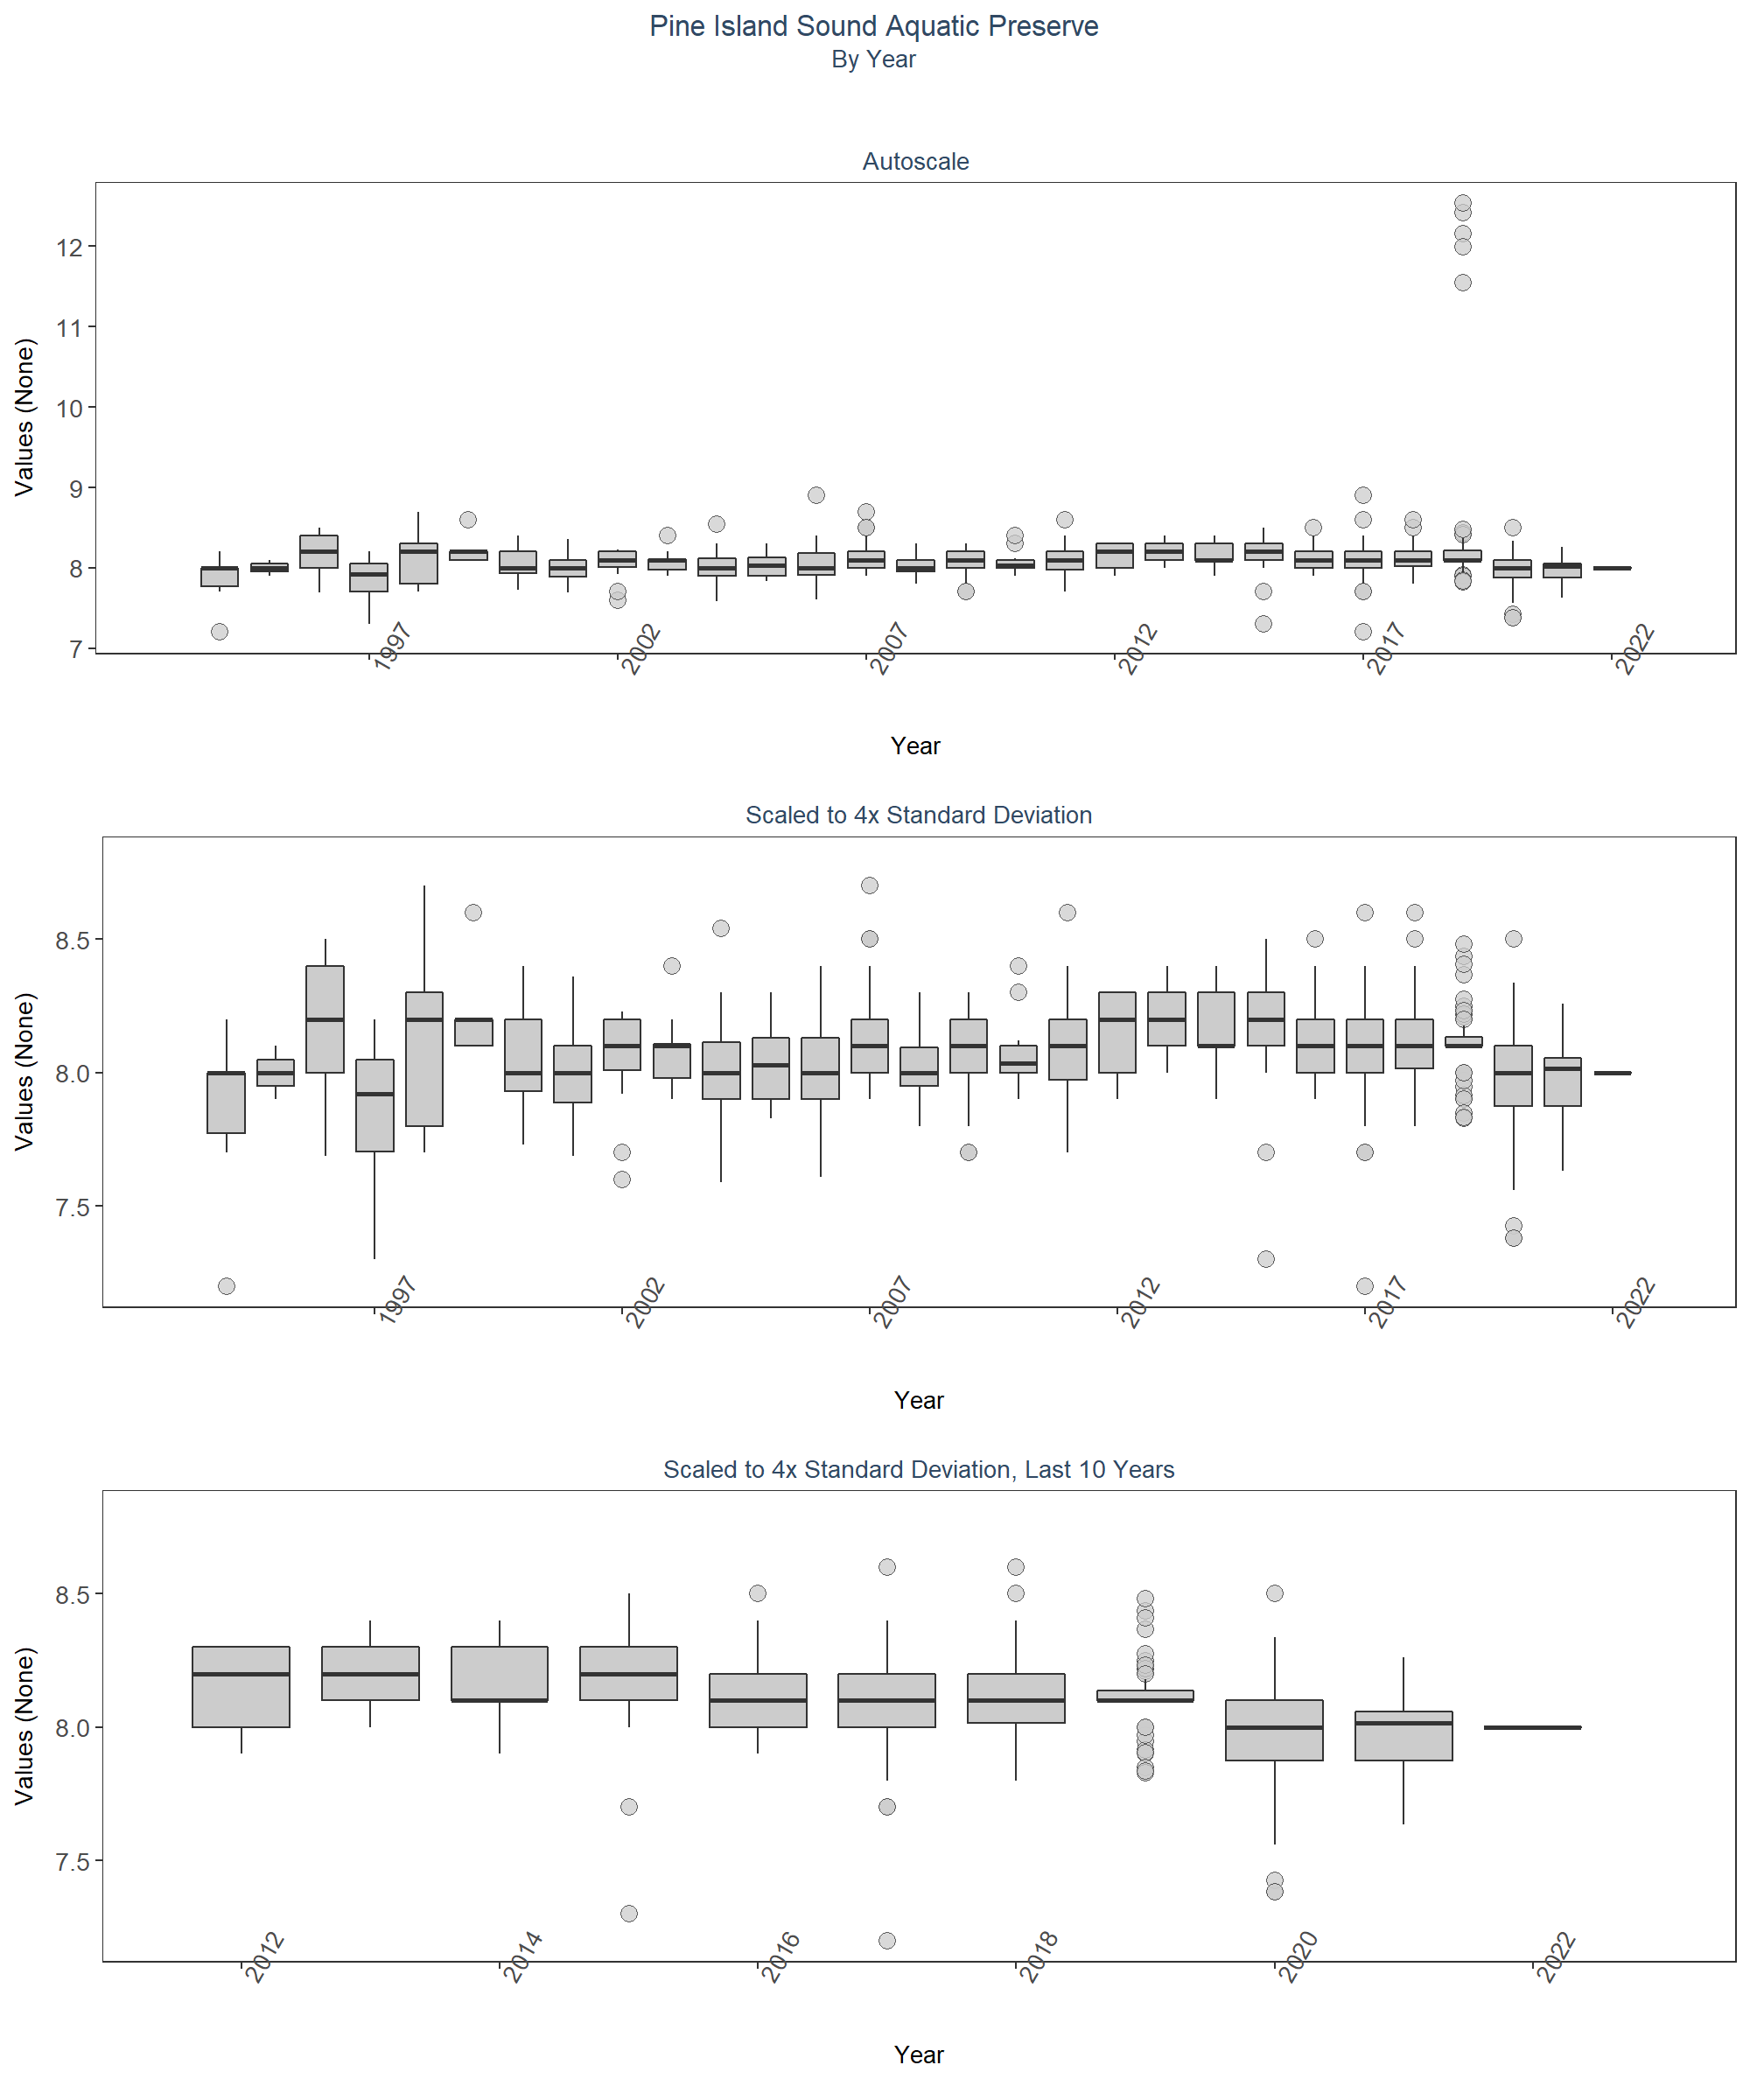 Pine Island Sound Aquatic Preserve
By Year
Autoscale
Values (None)
12
11
10
9
8
7
1997
2002
2007
2012
2017
2022
Year
Scaled to 4x Standard Deviation
Values (None)
8.5
8.0
7.5
1997
2002
2007
2012
2017
2022
Year
Scaled to 4x Standard Deviation, Last 10 Years
Values (None)
8.5
8.0
7.5
2012
2014
2016
2018
2020
2022
Year